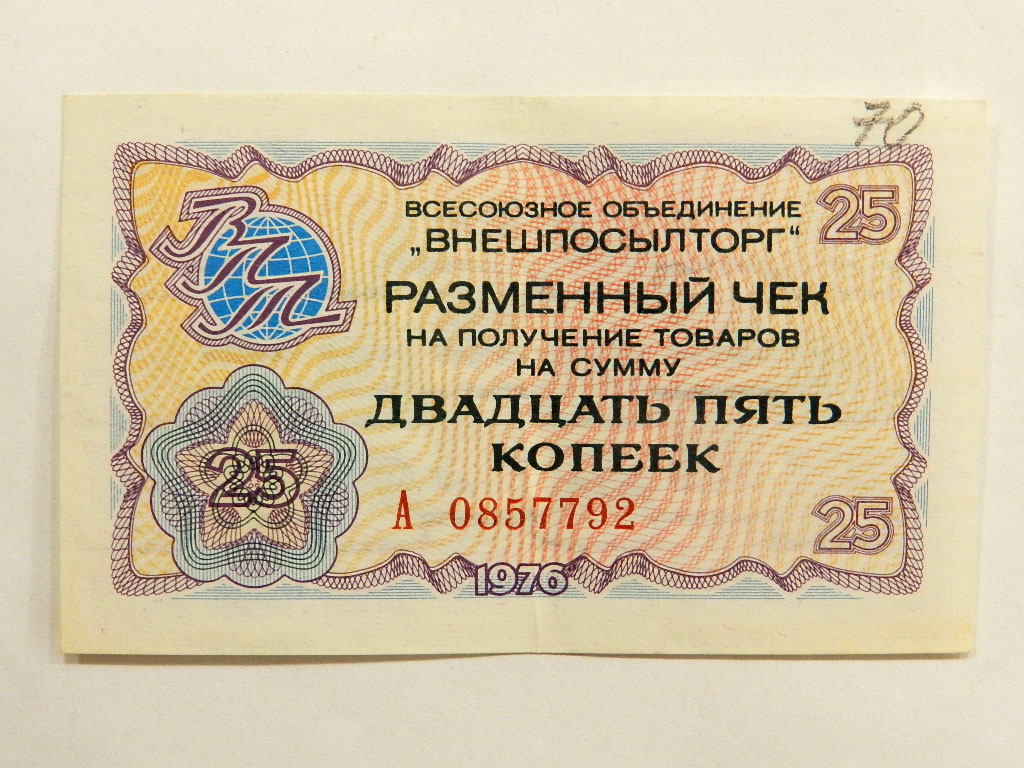 70
ВПТ
ВСЕСОЮЗНОЕ ОБЪЕДИНЕНИЕ
„ВНЕШПОСЫЛТОРГ“
25
РАЗМЕННЫЙ ЧЕК
НА ПОЛУЧЕНИЕ ТОВАРОВ
НА СУММУ
ДВАДЦАТЬ ПЯТЬ
КОПЕЕК
25
А 0857792
25
1976